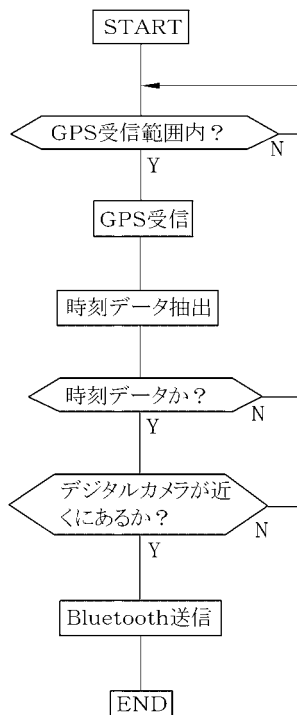 START
GPS受信範囲内？
N
Y
GPS受信
時刻データ抽出
時刻データか？
N
Y
デジタルカメラが近
くにあるか？
N
Y
Bluetooth送信
END